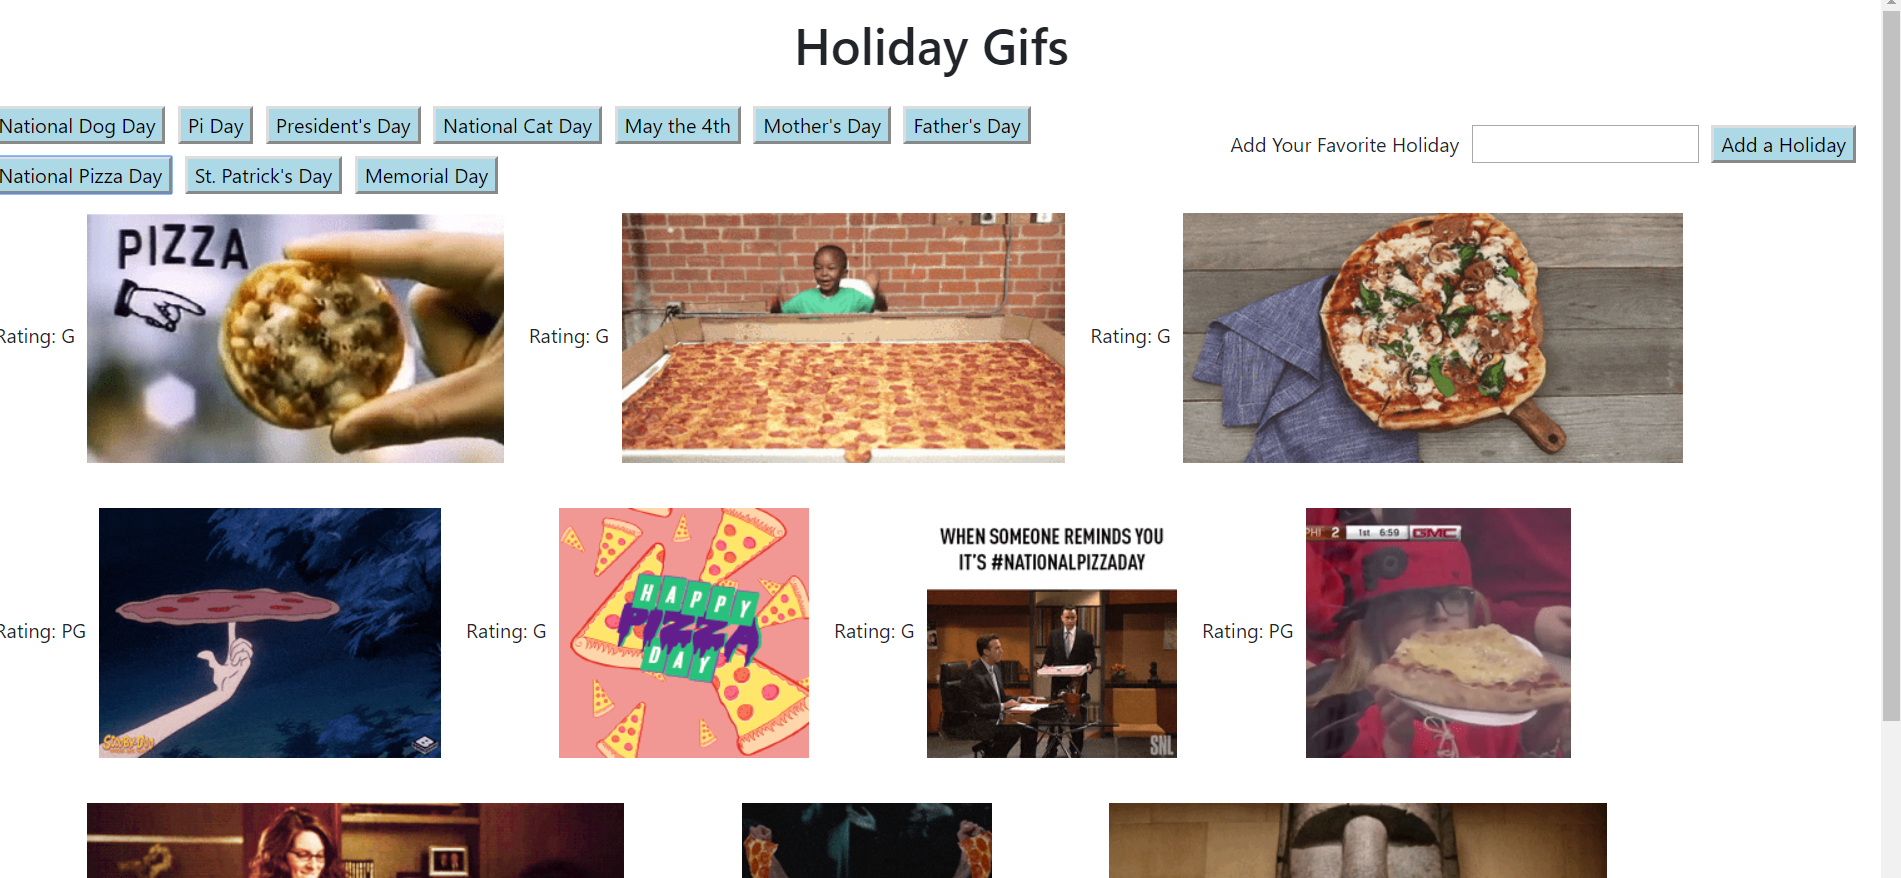 Holiday Gifs
National Dog Day
Pi Day
President's Day
National Cat Day
May the 4th
Mother's Day
Father's Day
Add Your Favorite Holiday
Add a Holiday
National Pizza Day
St. Patrick's Day
Memorial Day
PIZZA
Rating: G
Rating: G
Rating: G
Rating: PG
SCOOBY-DOO
Rating: G
HAPPY
PIZZA
DAY
Rating: G
WHEN SOMEONE REMINDS YOU
IT'S #NATIONALPIZZADAY
SNL
Rating: PG
PHI 2 1st 6:59 GMC